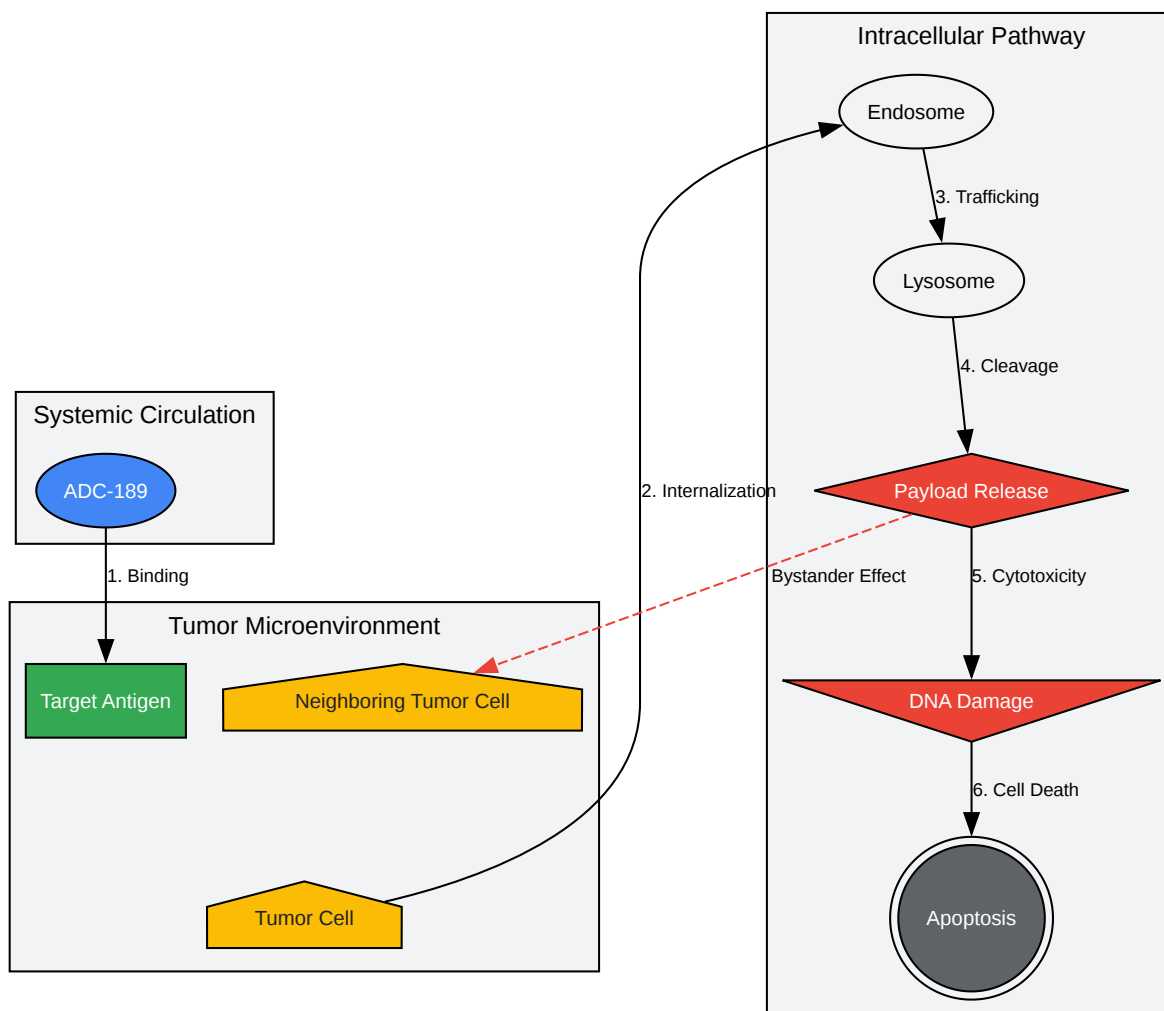 Intracellular Pathway
Endosome
3. Trafficking
Lysosome
4. Cleavage
Systemic Circulation
ADC-189
2. Internalization
Payload Release
1. Binding
Bystander Effect
5. Cytotoxicity
Tumor Microenvironment
Target Antigen
Neighboring Tumor Cell
DNA Damage
6. Cell Death
Tumor Cell
Apoptosis